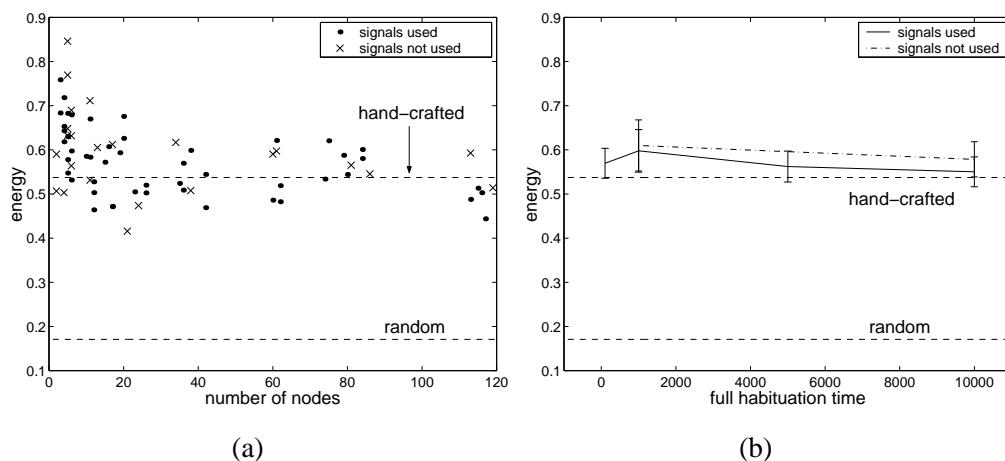 0.9
0.8
0.7
0.6
0.5
0.4
0.3
0.2
0.1
energy
signals used
signals not used
hand-crafted
random
0 20 40 60 80 100 120
number of nodes
(a)
0.9
0.8
0.7
0.6
0.5
0.4
0.3
0.2
0.1
energy
signals used
signals not used
hand-crafted
random
0 2000 4000 6000 8000 10000
full habituation time
(b)